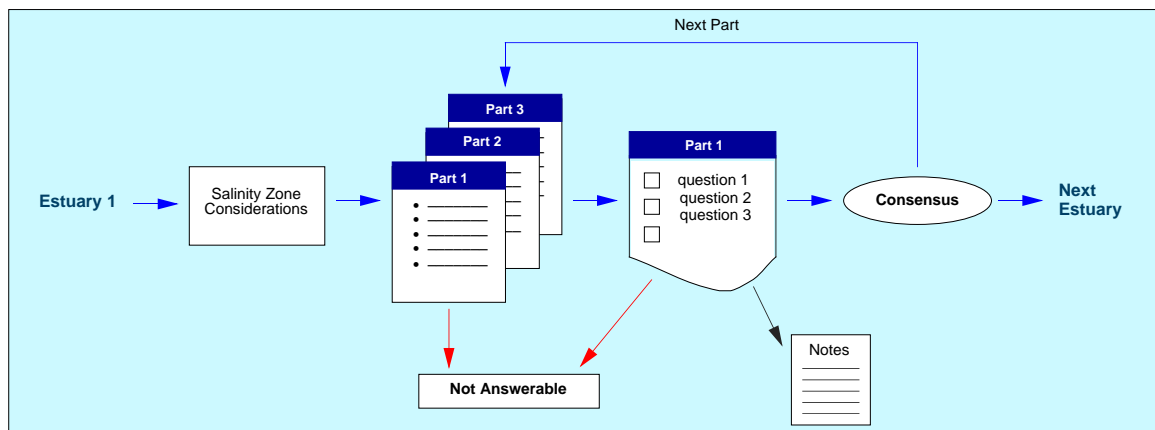 Next Part
Part 3
Part 2
Part 1
Part 1
question 1
question 2
question 3
Estuary 1
Salinity Zone
Considerations
Consensus
Next
Estuary
Not Answerable
Notes